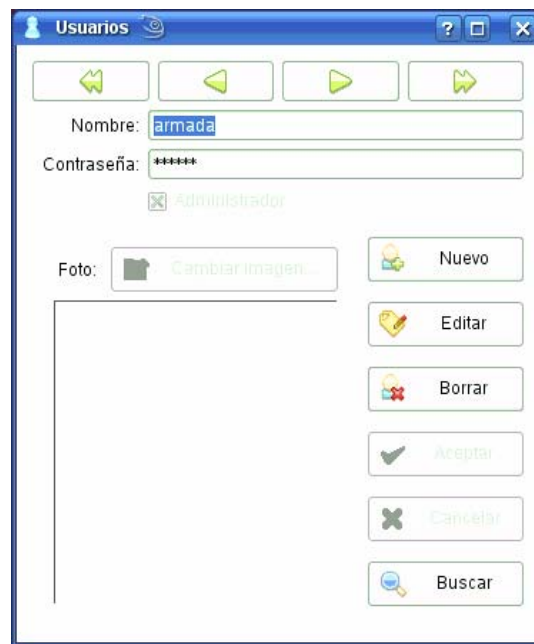 Usuarios
Nombre: armada
Contraseña: ******
Administrador
Foto: Cambiar imagen...
Nuevo
Editar
Borrar
Aceptar
Cancelar
Buscar